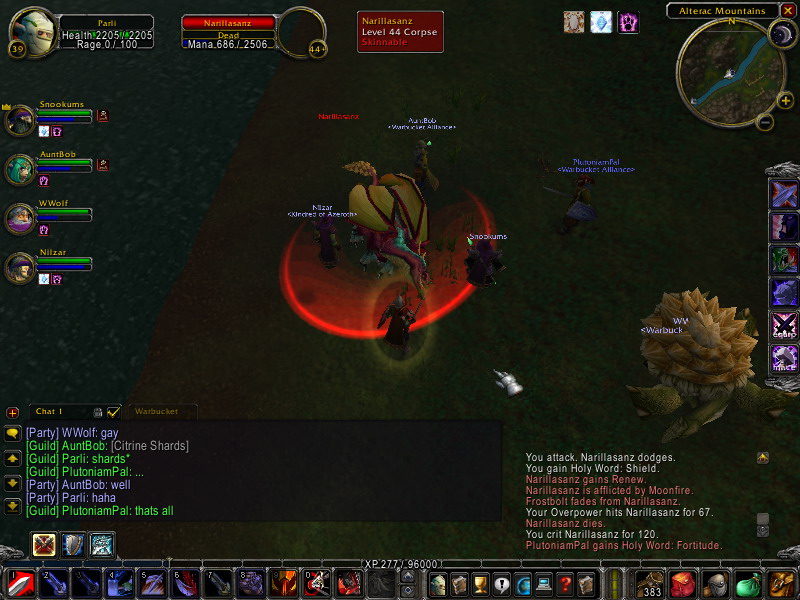 Parli
Health 2205 / 2205
Rage 0 / 100
39
Narillasanz
Dead
Mana 686 / 2506
44+
Narillasanz
Level 44 Corpse
Skinnable
Alterac Mountains
N
Snookums
AuntBob
WWolf
Nilzar
Narillasanz
AuntBob
<Warbucket Alliance>
PlutoniamPal
<Warbucket Alliance>
Nilzar
<Kindred of Azeroth>
Snookums
WW
<Warbuck
mace
Chat 1
Warbucket
[Party] WWolf: gay
[Guild] AuntBob: [Citrine Shards]
[Guild] Parli: shards*
[Guild] PlutoniamPal: ...
[Party] AuntBob: well
[Party] Parli: haha
[Guild] PlutoniamPal: thats all
You attack. Narillasanz dodges.
You gain Holy Word: Shield.
Narillasanz gains Renew.
Narillasanz is afflicted by Moonfire.
Frostbolt fades from Narillasanz.
Your Overpower hits Narillasanz for 67.
Narillasanz dies.
You crit Narillasanz for 120.
PlutoniamPal gains Holy Word: Fortitude.
XP 277 / 96000
383